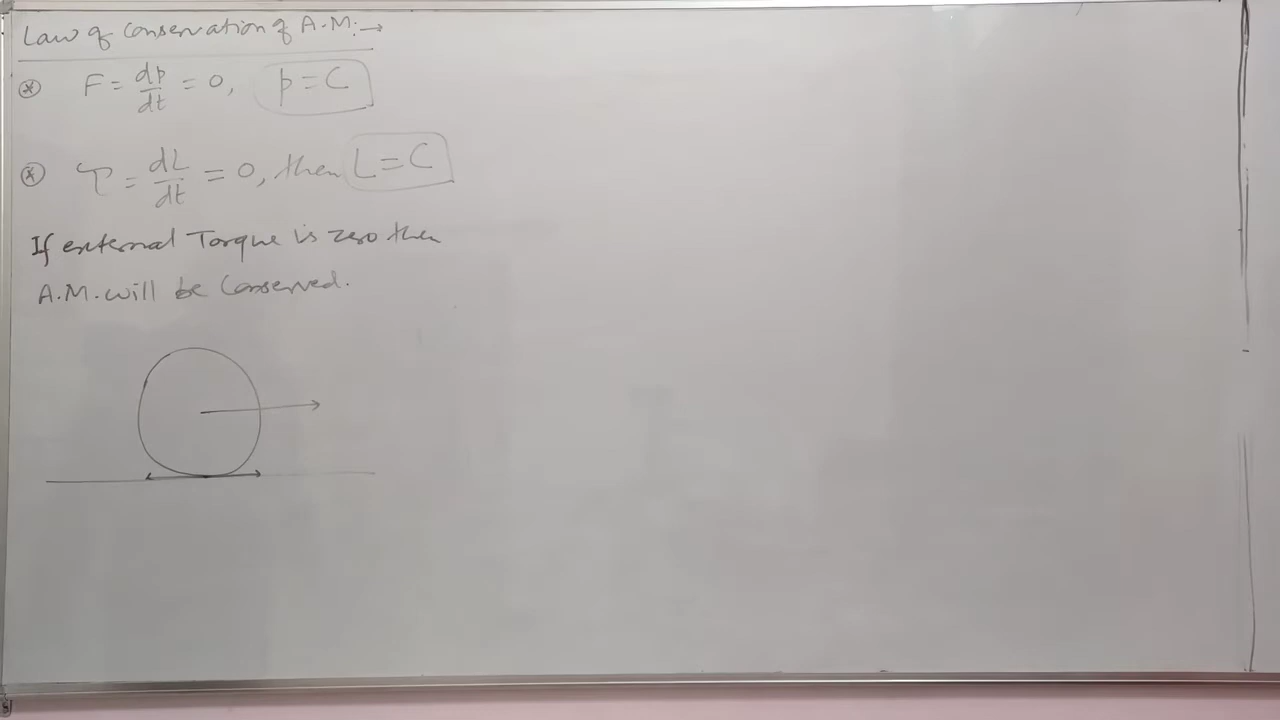 Law of Conservation of A.M:→
⊛ F = dp/dt = 0, p = C
⊛ τ = dL/dt = 0, then L = C
If external Torque is zero then
A.M. will be Conserved.